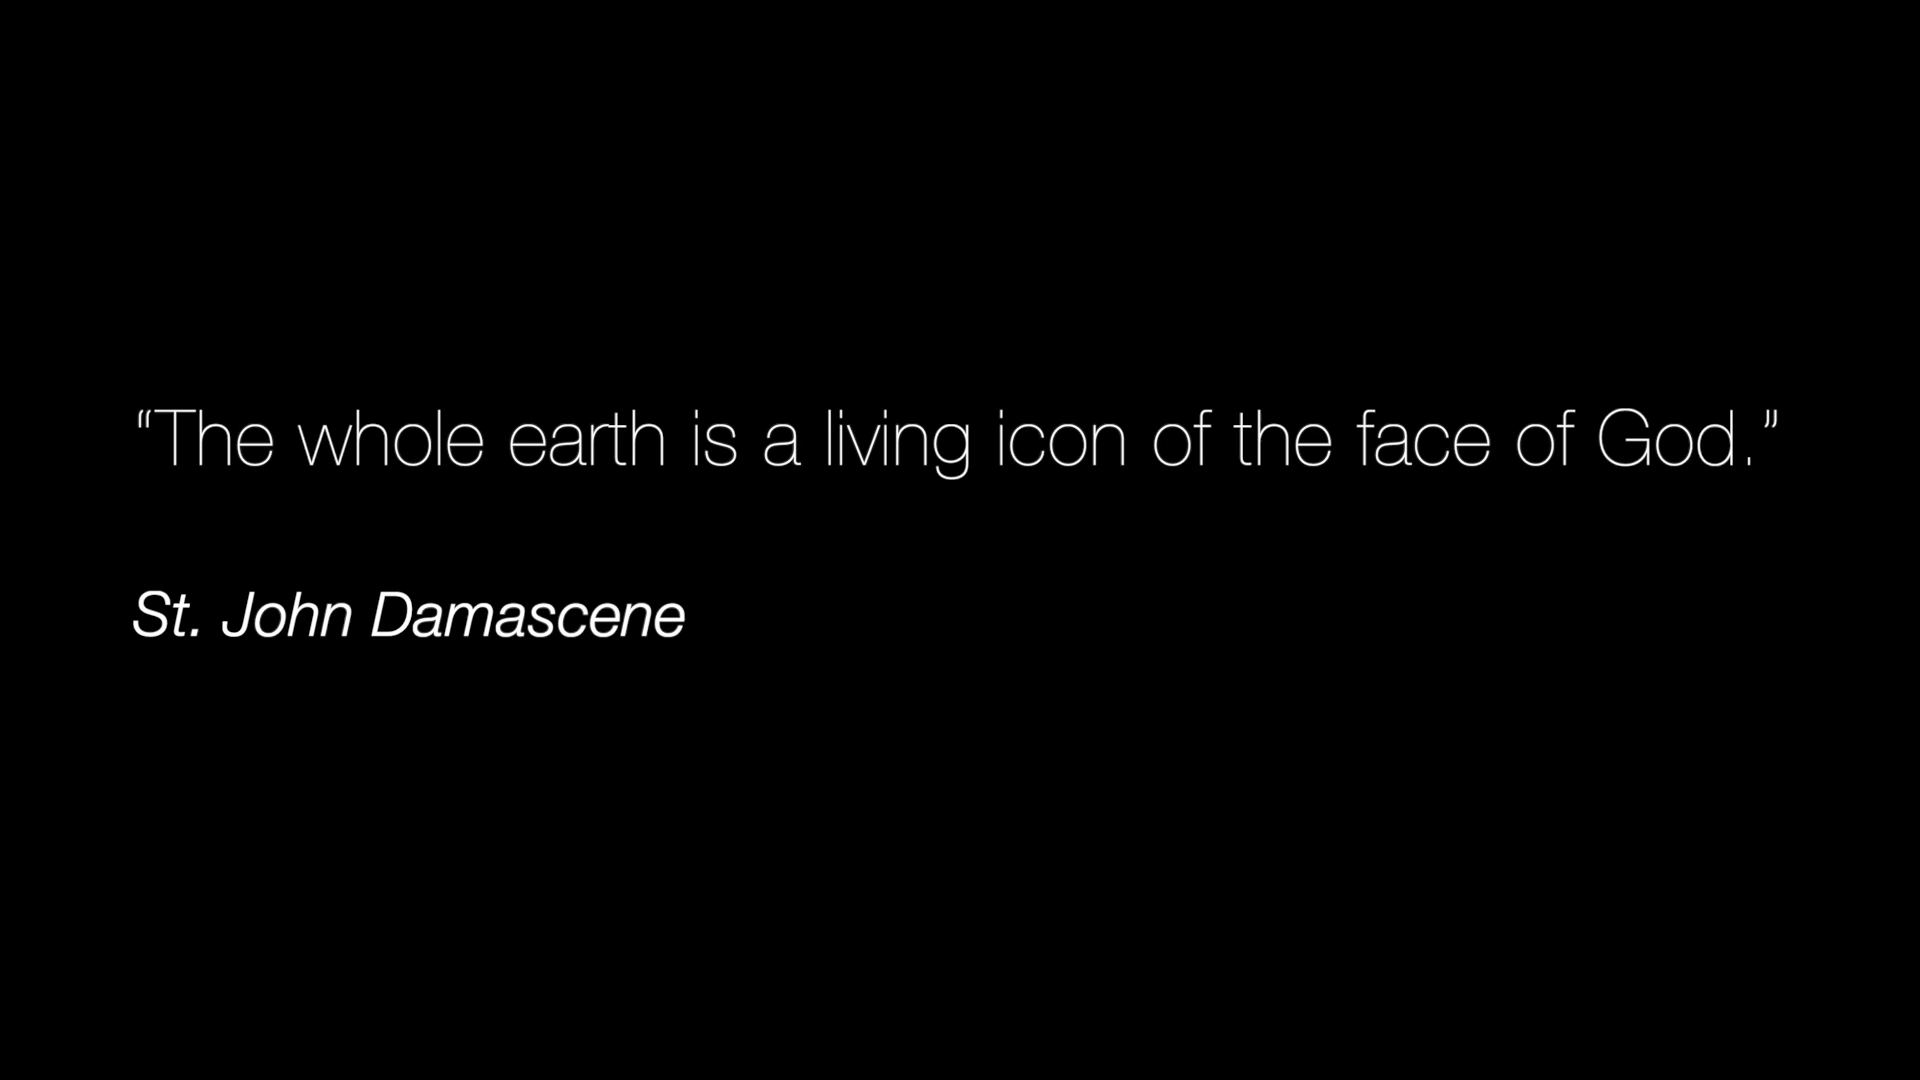 “The whole earth is a living icon of the face of God.”
St. John Damascene